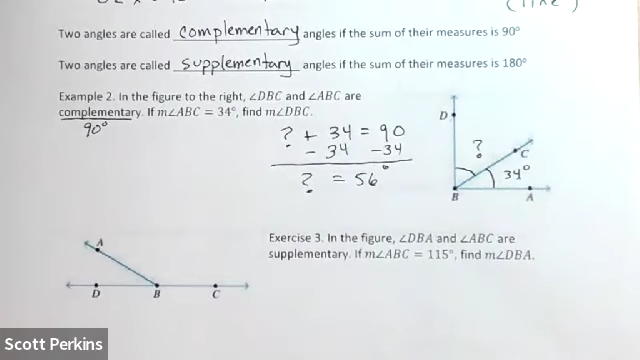 (line)
Two angles are called complementary angles if the sum of their measures is 90°
Two angles are called supplementary angles if the sum of their measures is 180°
Example 2. In the figure to the right, ∠DBC and ∠ABC are
complementary. If m∠ABC = 34°, find m∠DBC.
90°
? + 34 = 90
- 34 -34
? = 56°
D
?
C
34°
B
A
Exercise 3. In the figure, ∠DBA and ∠ABC are
supplementary. If m∠ABC = 115°, find m∠DBA.
A
D
B
C
Scott Perkins